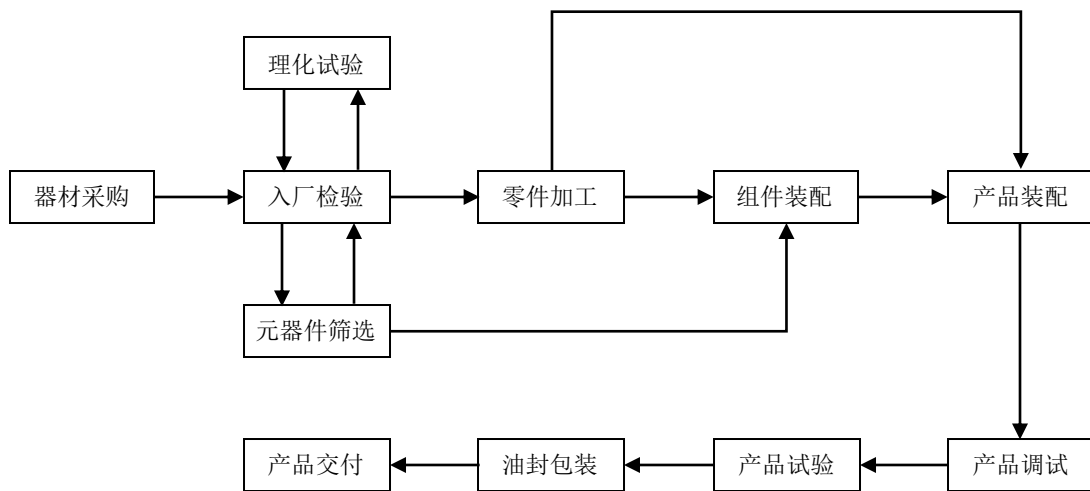 理化试验
器材采购
入厂检验
零件加工
组件装配
产品装配
元器件筛选
产品交付
油封包装
产品试验
产品调试